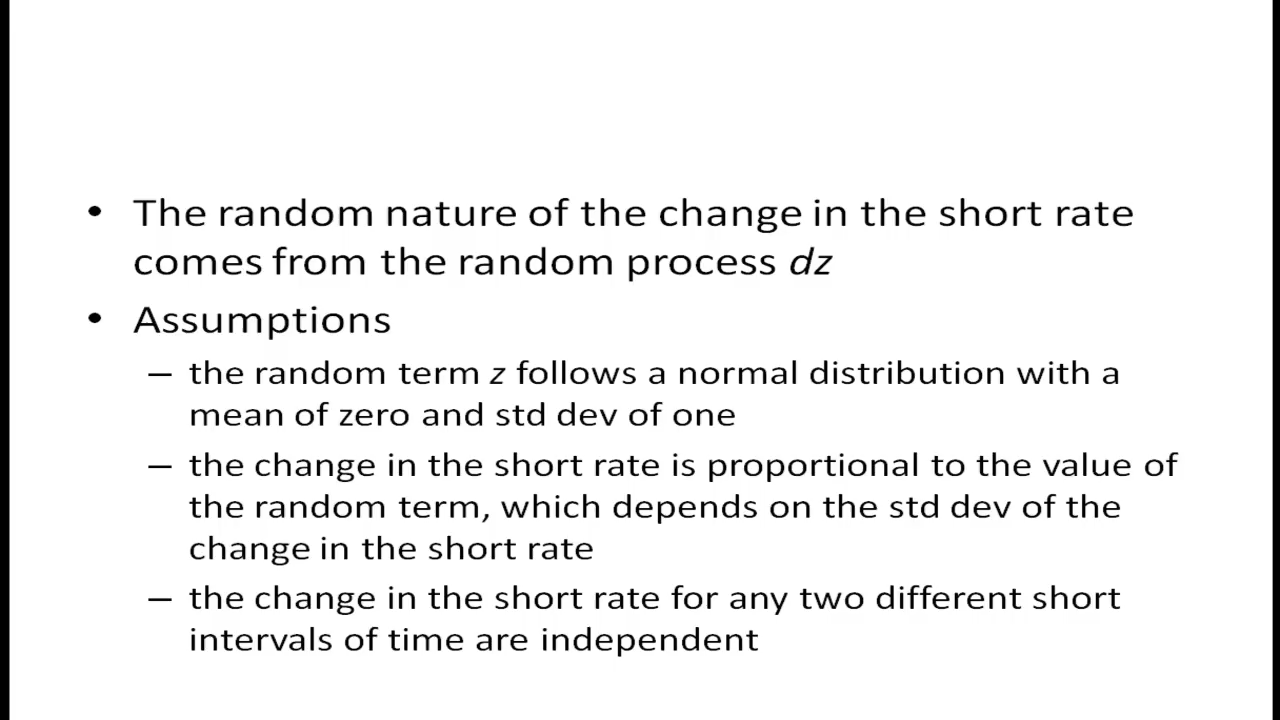 • The random nature of the change in the short rate
comes from the random process dz
• Assumptions
– the random term z follows a normal distribution with a
mean of zero and std dev of one
– the change in the short rate is proportional to the value of
the random term, which depends on the std dev of the
change in the short rate
– the change in the short rate for any two different short
intervals of time are independent